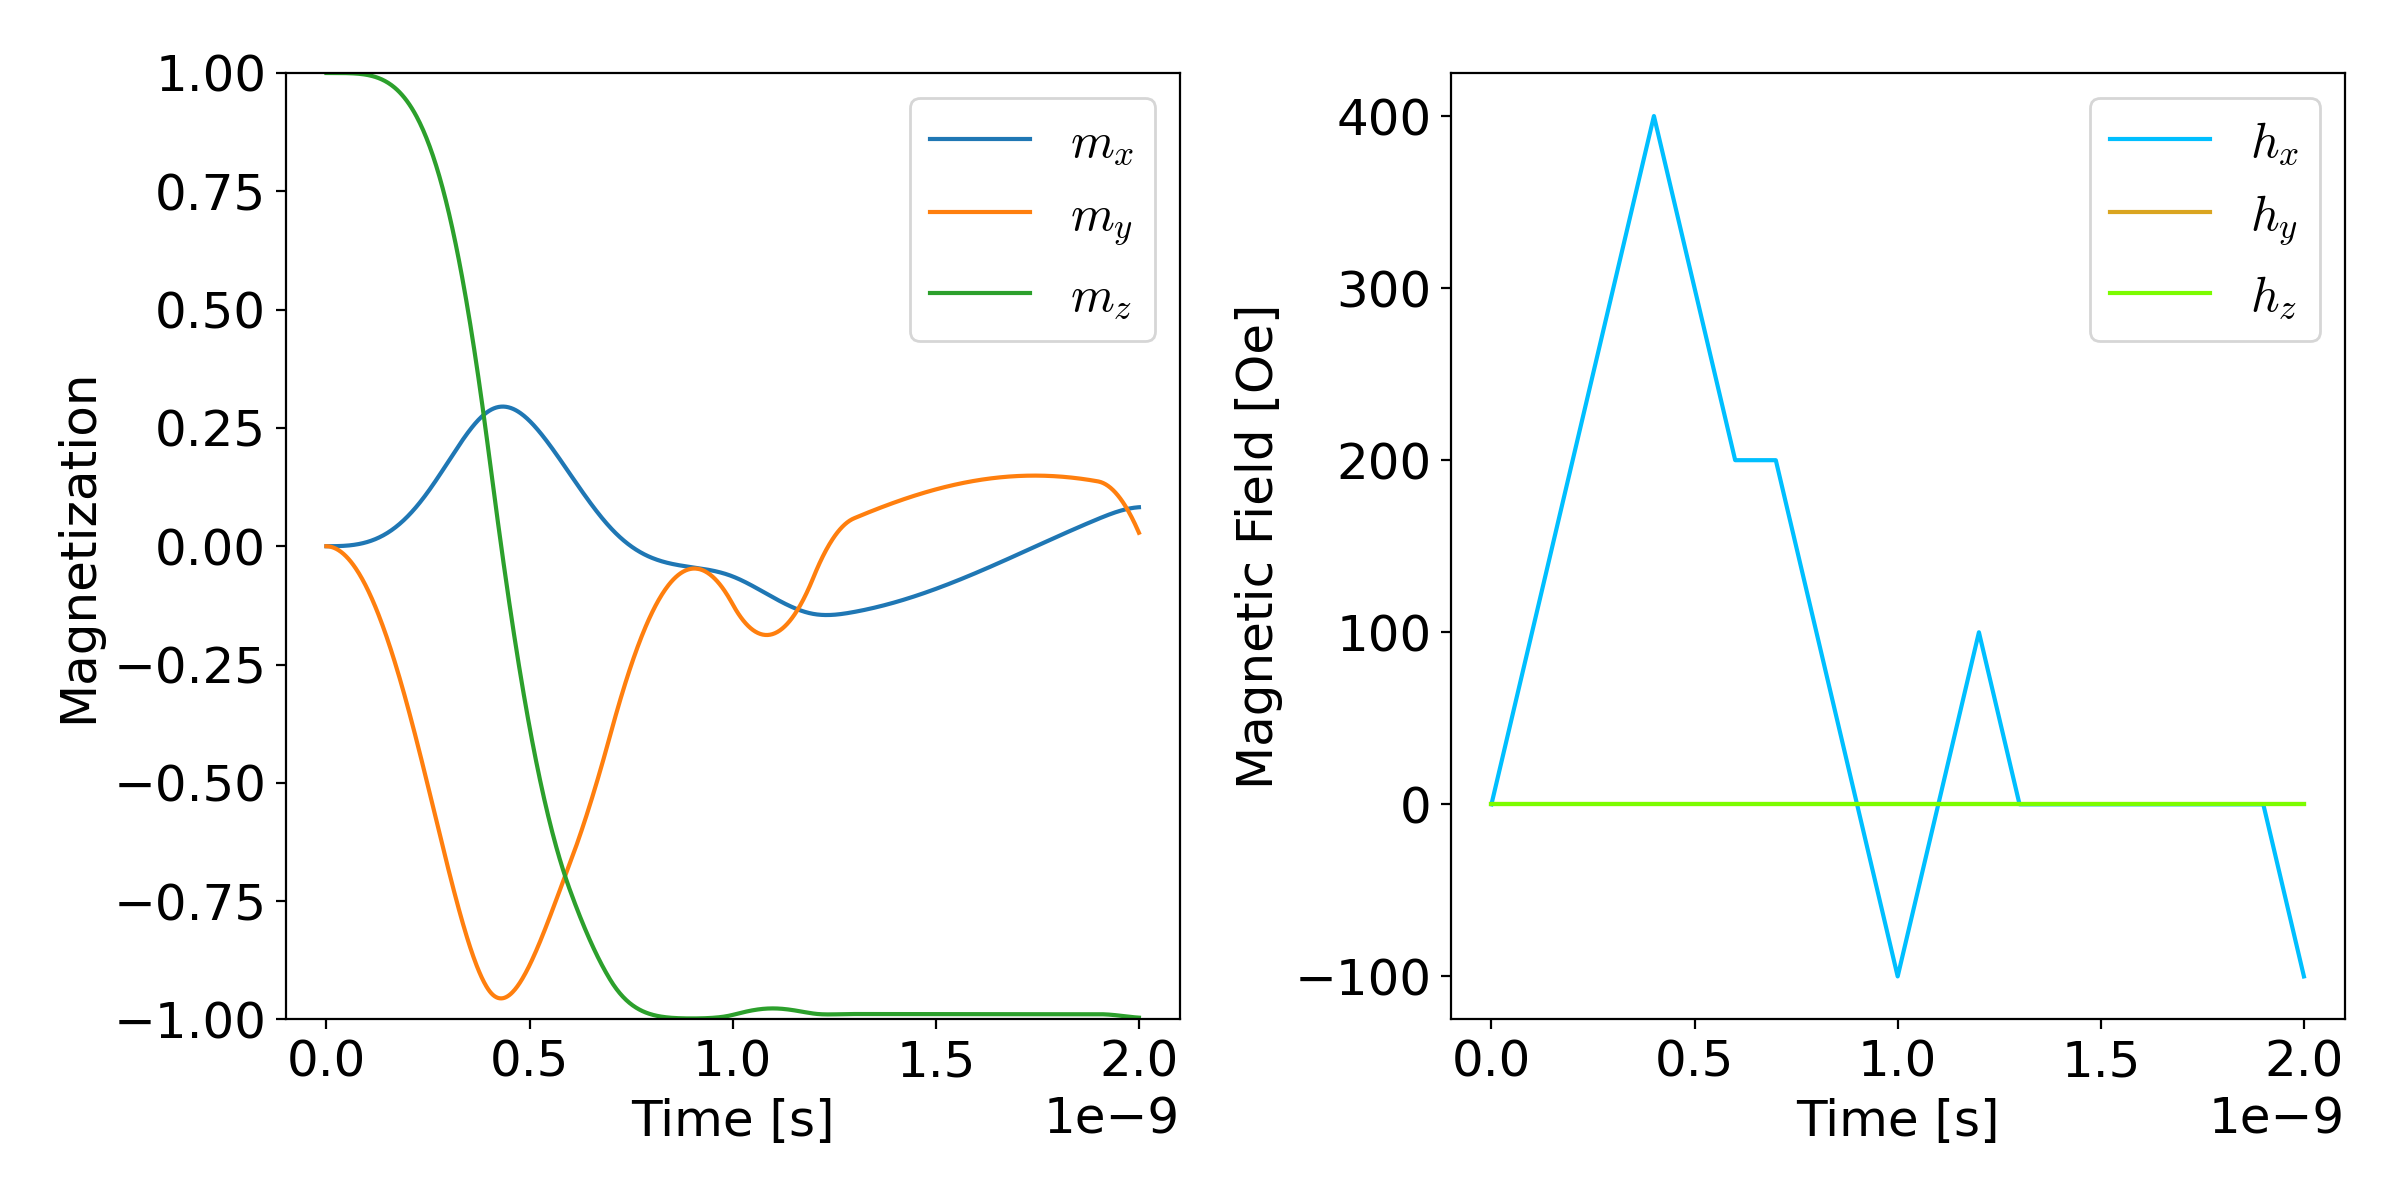 Magnetization
1.00
0.75
0.50
0.25
0.00
−0.25
−0.50
−0.75
−1.00
m_x
m_y
m_z
0.0 0.5 1.0 1.5 2.0
Time [s] 1e−9
Magnetic Field [Oe]
400
300
200
100
0
−100
h_x
h_y
h_z
0.0 0.5 1.0 1.5 2.0
Time [s] 1e−9